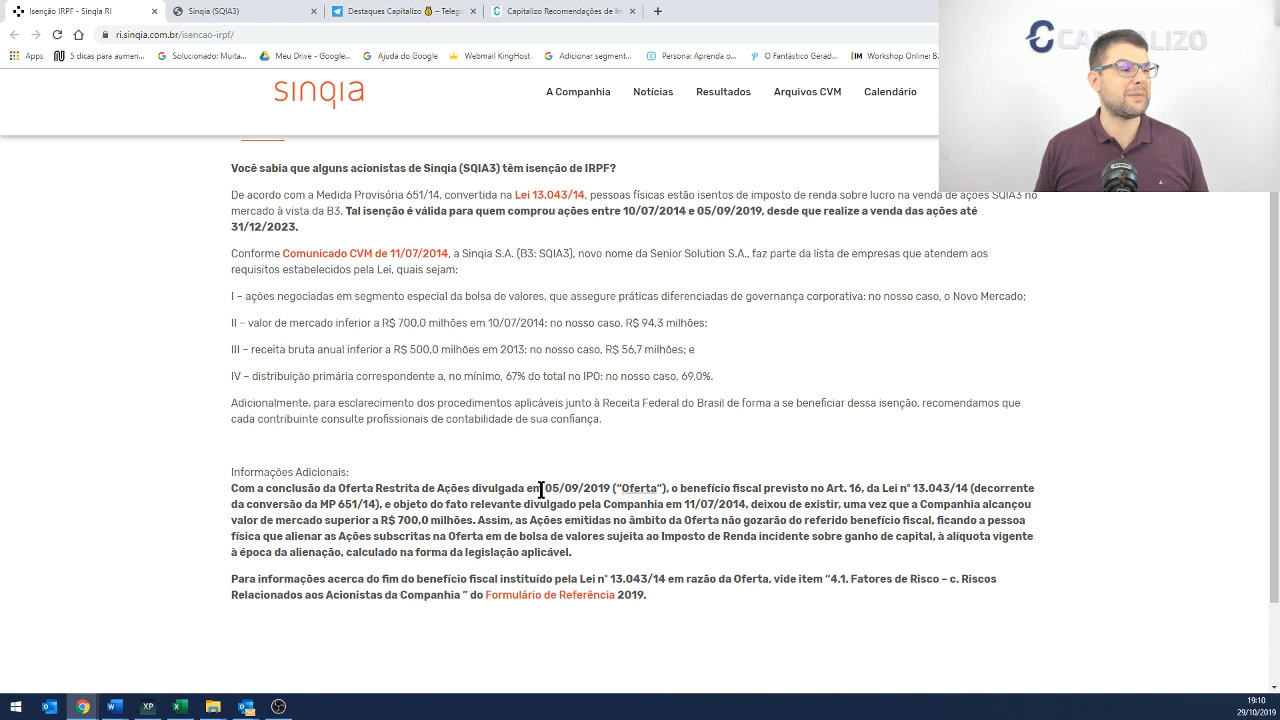 Isenção IRPF - Sinqia RI
Sinqia (SQIA3)
Destaques Capitalizo
– Telegr
Capitalizo Recomendações de In
ri.sinqia.com.br/isencao-irpf/
Apps
5 dicas para aumen...
Solucionado: Muita...
Meu Drive - Google...
Ajuda do Google
Webmail KingHost
Adicionar segment...
Persona: Aprenda o...
O Fantástico Gerad...
Workshop Online: B...
CAPITALIZO
sinqia
A Companhia
Notícias
Resultados
Arquivos CVM
Calendário
Você sabia que alguns acionistas de Sinqia (SQIA3) têm isenção de IRPF?
De acordo com a Medida Provisória 651/14, convertida na Lei 13.043/14, pessoas físicas estão isentos de imposto de renda sobre lucro na venda de ações SQIA3 no
mercado à vista da B3. Tal isenção é válida para quem comprou ações entre 10/07/2014 e 05/09/2019, desde que realize a venda das ações até
31/12/2023.
Conforme Comunicado CVM de 11/07/2014, a Sinqia S.A. (B3: SQIA3), novo nome da Senior Solution S.A., faz parte da lista de empresas que atendem aos
requisitos estabelecidos pela Lei, quais sejam:
I – ações negociadas em segmento especial da bolsa de valores, que assegure práticas diferenciadas de governança corporativa: no nosso caso, o Novo Mercado;
II – valor de mercado inferior a R$ 700,0 milhões em 10/07/2014: no nosso caso, R$ 94,3 milhões;
III – receita bruta anual inferior a R$ 500,0 milhões em 2013: no nosso caso, R$ 56,7 milhões; e
IV – distribuição primária correspondente a, no mínimo, 67% do total no IPO: no nosso caso, 69,0%.
Adicionalmente, para esclarecimento dos procedimentos aplicáveis junto à Receita Federal do Brasil de forma a se beneficiar dessa isenção, recomendamos que
cada contribuinte consulte profissionais de contabilidade de sua confiança.
Informações Adicionais:
Com a conclusão da Oferta Restrita de Ações divulgada em 05/09/2019 (“Oferta”), o benefício fiscal previsto no Art. 16, da Lei nº 13.043/14 (decorrente
da conversão da MP 651/14), e objeto do fato relevante divulgado pela Companhia em 11/07/2014, deixou de existir, uma vez que a Companhia alcançou
valor de mercado superior a R$ 700,0 milhões. Assim, as Ações emitidas no âmbito da Oferta não gozarão do referido benefício fiscal, ficando a pessoa
física que alienar as Ações subscritas na Oferta em de bolsa de valores sujeita ao Imposto de Renda incidente sobre ganho de capital, à alíquota vigente
à época da alienação, calculado na forma da legislação aplicável.
Para informações acerca do fim do benefício fiscal instituído pela Lei nº 13.043/14 em razão da Oferta, vide item “4.1. Fatores de Risco – c. Riscos
Relacionados aos Acionistas da Companhia ” do Formulário de Referência 2019.
XP
19:10
29/10/2019